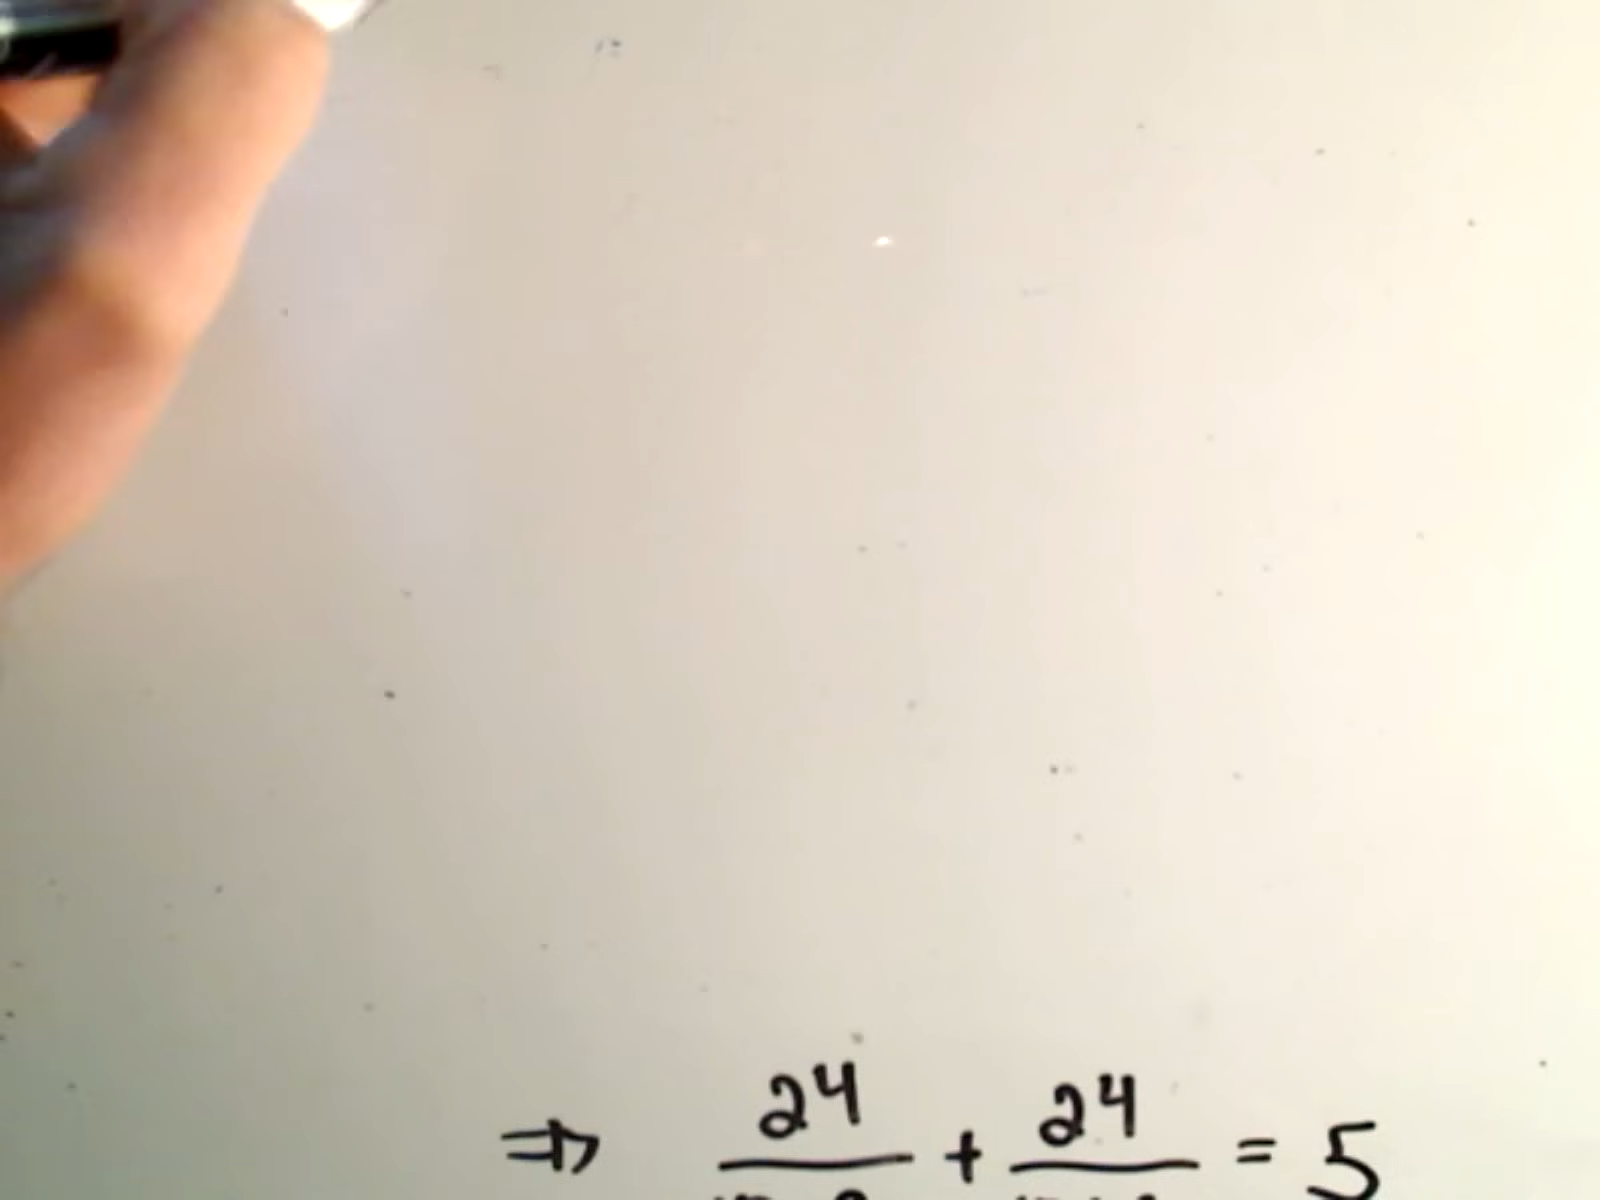 ⇒ 24 + 24 = 5